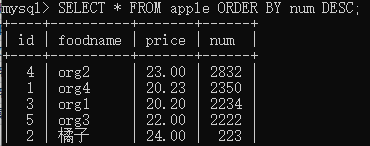 mysql> SELECT * FROM apple ORDER BY num DESC;
+----+----------+-------+------+
| id | foodname | price | num  |
+----+----------+-------+------+
|  4 | org2     | 23.00 | 2832 |
|  1 | org4     | 20.23 | 2350 |
|  3 | org1     | 20.20 | 2234 |
|  5 | org3     | 22.00 | 2222 |
|  2 | 橘子     | 24.00 |  223 |